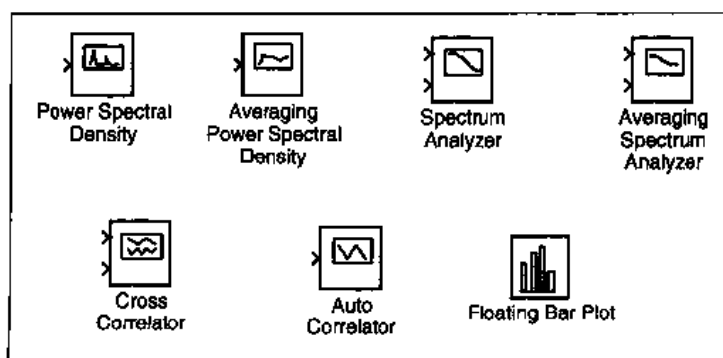 Power Spectral
Density
Averaging
Power Spectral
Density
Spectrum
Analyzer
Averaging
Spectrum
Analyzer
Cross
Correlator
Auto
Correlator
Floating Bar Plot